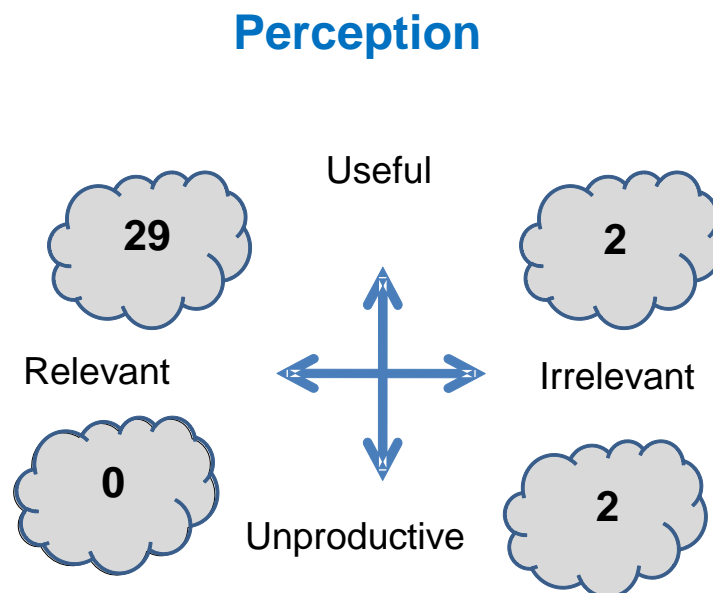 Perception
Useful
29
2
Relevant
Irrelevant
0
2
Unproductive